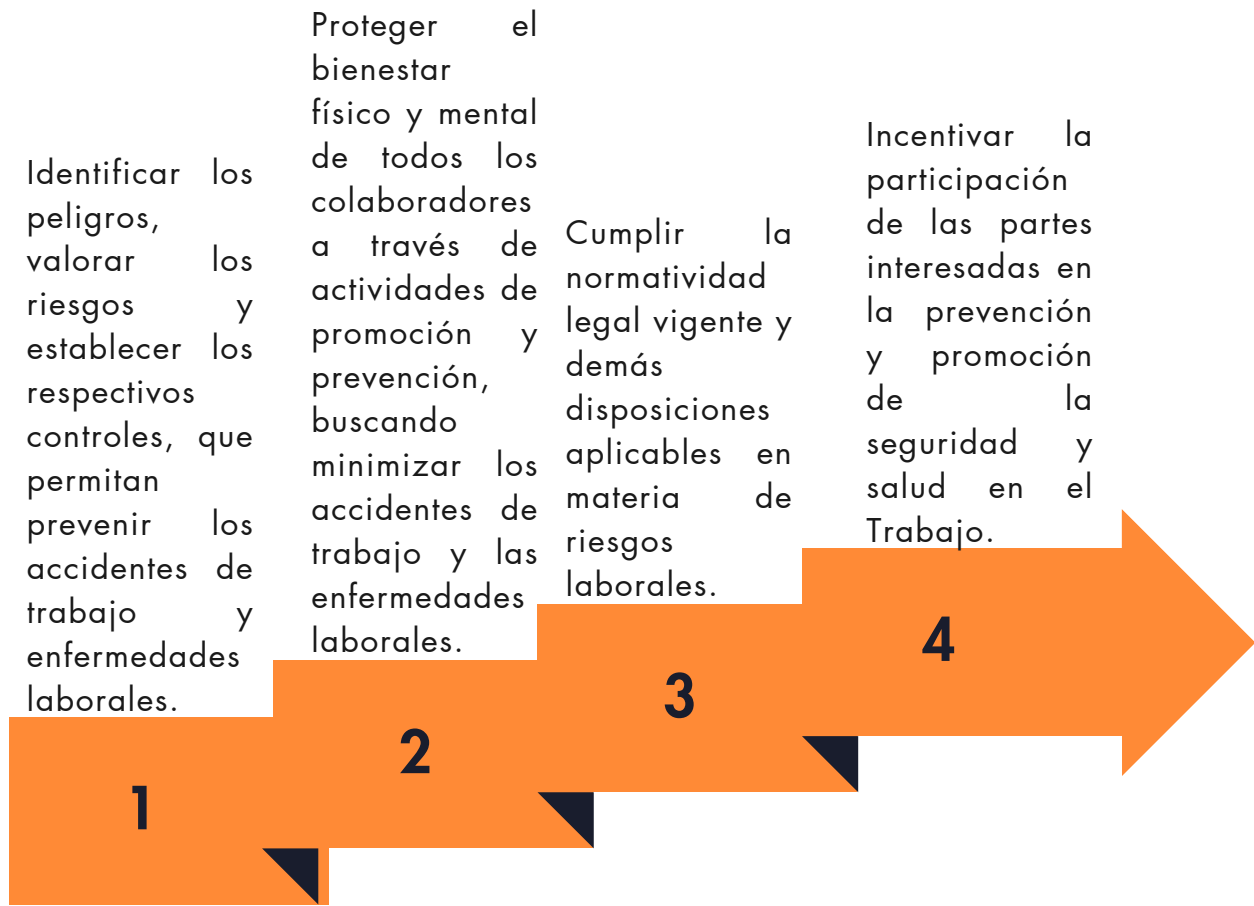 Identificar los
peligros,
valorar los
riesgos y
establecer los
respectivos
controles, que
permitan
prevenir los
accidentes de
trabajo y
enfermedades
laborales.
1
Proteger el
bienestar
físico y mental
de todos los
colaboradores
a través de
actividades de
promoción y
prevención,
buscando
minimizar los
accidentes de
trabajo y las
enfermedades
laborales.
2
Cumplir la
normatividad
legal vigente y
demás
disposiciones
aplicables en
materia de
riesgos
laborales.
3
Incentivar la
participación
de las partes
interesadas en
la prevención
y promoción
de la
seguridad y
salud en el
Trabajo.
4